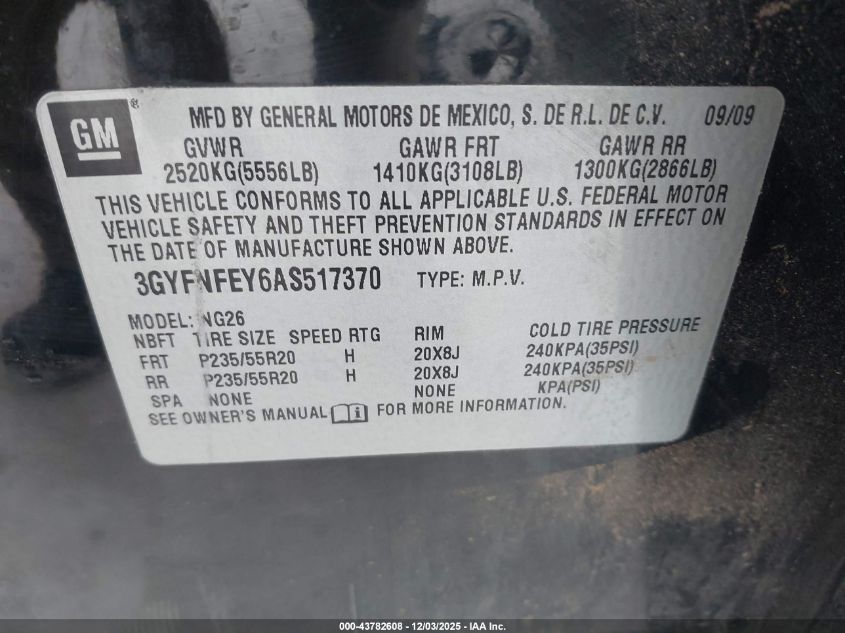 GM ® MFD BY GENERAL MOTORS DE MEXICO, S. DE R.L. DE C.V. 09/09
GVWR GAWR FRT GAWR RR
2520KG(5556LB) 1410KG(3108LB) 1300KG(2866LB)
THIS VEHICLE CONFORMS TO ALL APPLICABLE U.S. FEDERAL MOTOR
VEHICLE SAFETY AND THEFT PREVENTION STANDARDS IN EFFECT ON
THE DATE OF MANUFACTURE SHOWN ABOVE.
3GYFNFEY6AS517370 TYPE: M.P.V.
MODEL: NG26
NBFT TIRE SIZE SPEED RTG RIM COLD TIRE PRESSURE
FRT P235/55R20 H 20X8J 240KPA(35PSI)
RR P235/55R20 H 20X8J 240KPA(35PSI)
SPA NONE NONE KPA(PSI)
SEE OWNER'S MANUAL FOR MORE INFORMATION.
000-43782608 - 12/03/2025 - IAA Inc.